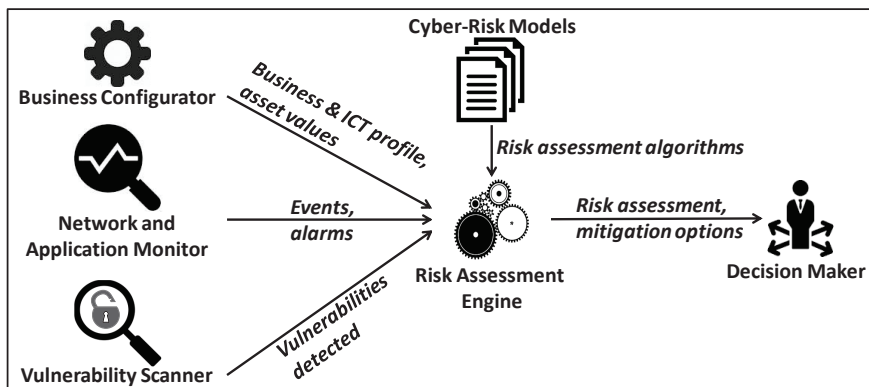 Cyber-Risk Models
Business Configurator
Business & ICT profile,
asset values
Risk assessment algorithms
Network and
Application Monitor
Events,
alarms
Risk Assessment
Engine
Risk assessment,
mitigation options
Decision Maker
Vulnerability Scanner
Vulnerabilities
detected